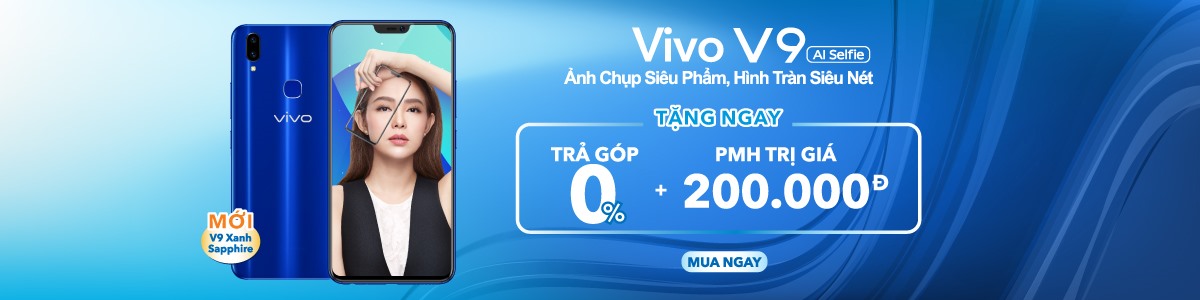 vivo
MỚI
V9 Xanh
Sapphire
Vivo V9 AI Selfie
Ảnh Chụp Siêu Phẩm, Hình Tràn Siêu Nét
TẶNG NGAY
TRẢ GÓP
0%
+
PMH TRỊ GIÁ
200.000Đ
MUA NGAY